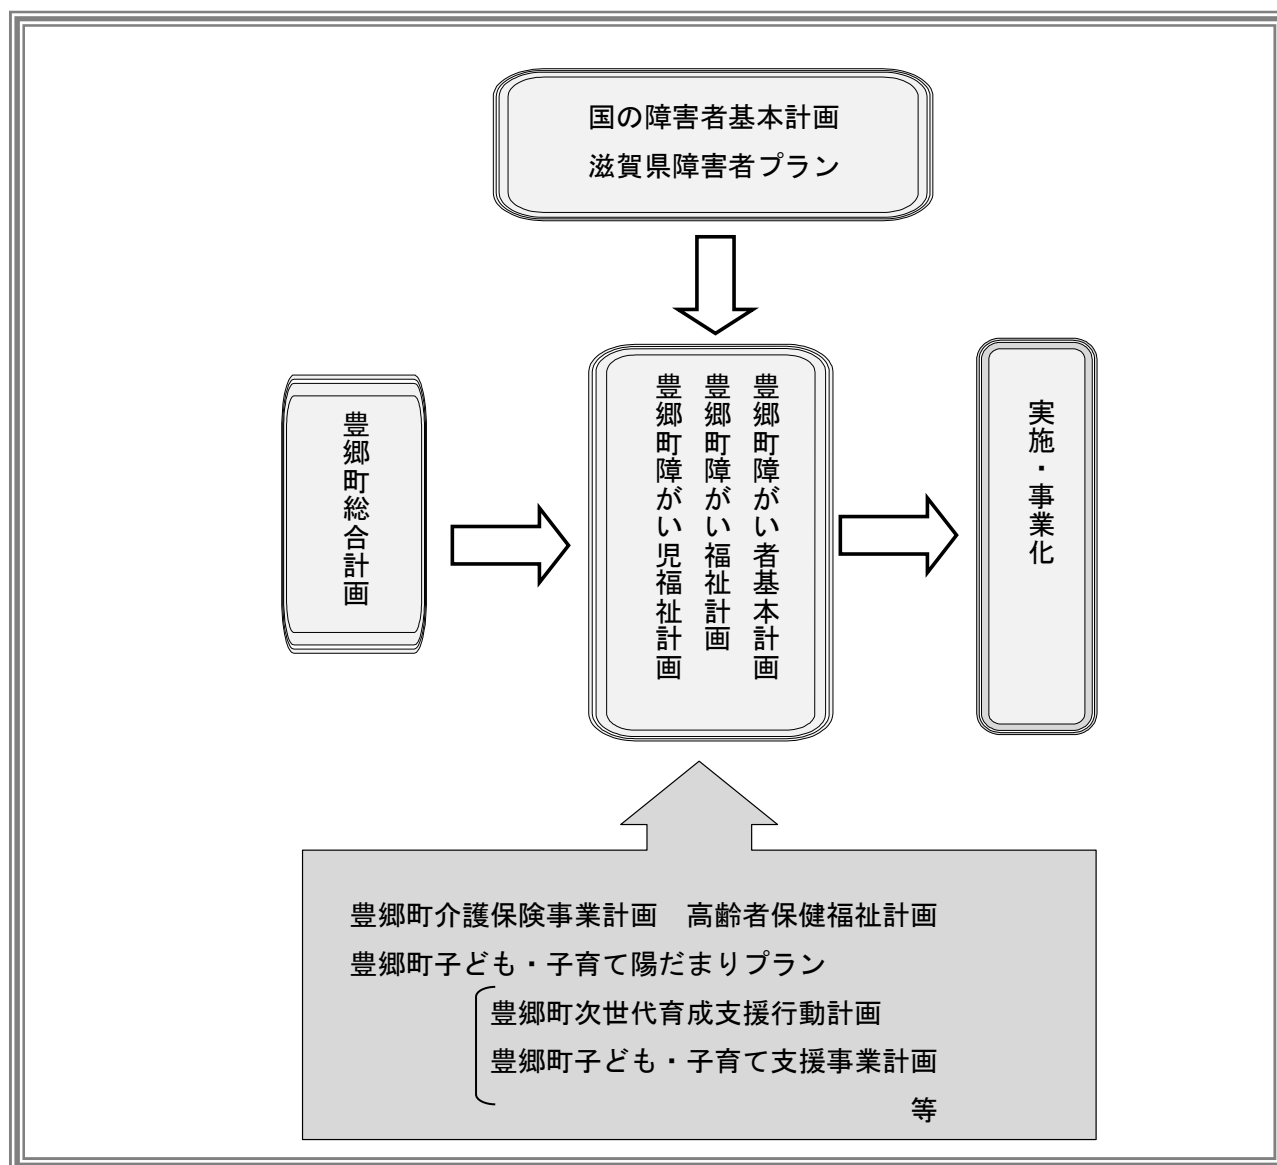 国の障害者基本計画
滋賀県障害者プラン
豊郷町総合計画
豊郷町障がい者基本計画
豊郷町障がい福祉計画
豊郷町障がい児福祉計画
実施・事業化
豊郷町介護保険事業計画　高齢者保健福祉計画
豊郷町子ども・子育て陽だまりプラン
豊郷町次世代育成支援行動計画
豊郷町子ども・子育て支援事業計画
等